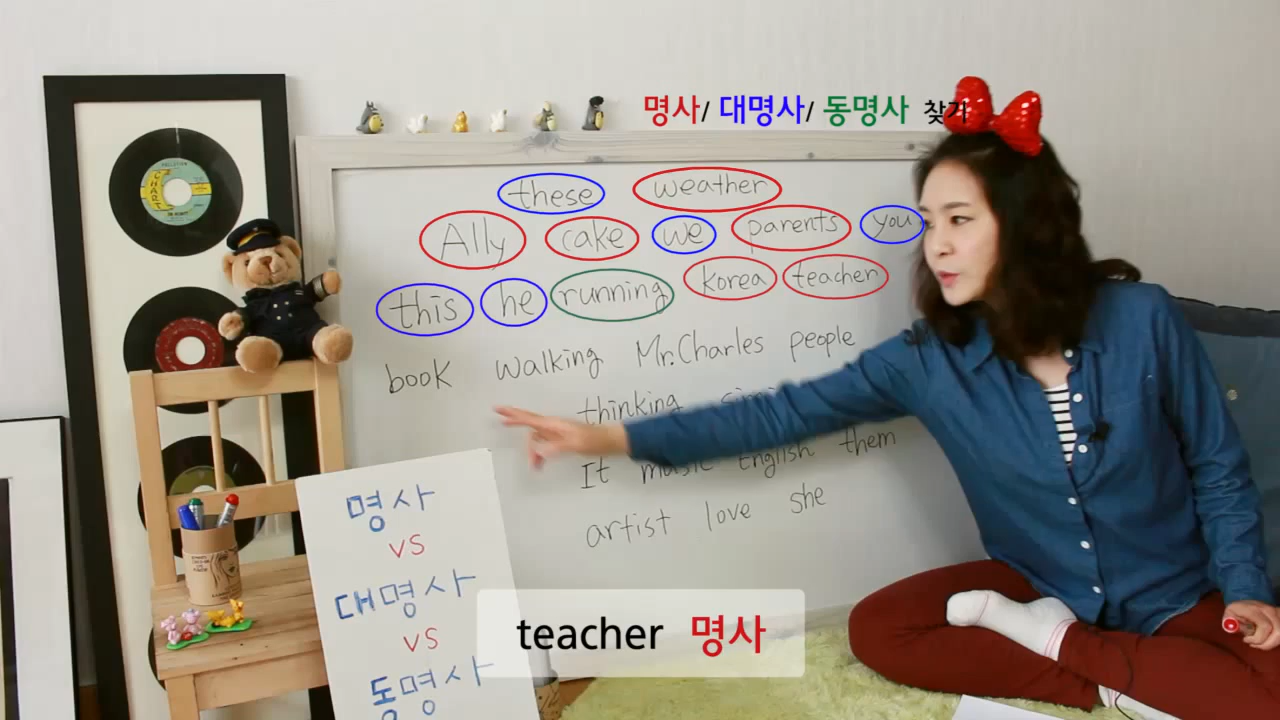 명사/ 대명사/ 동명사 찾기
these weather
Ally cake we parents you
this he running korea teacher
book walking Mr.Charles people
thinking
It music English them
artist love she
명사
vs
대명사
vs
동명사
teacher 명사
CHART